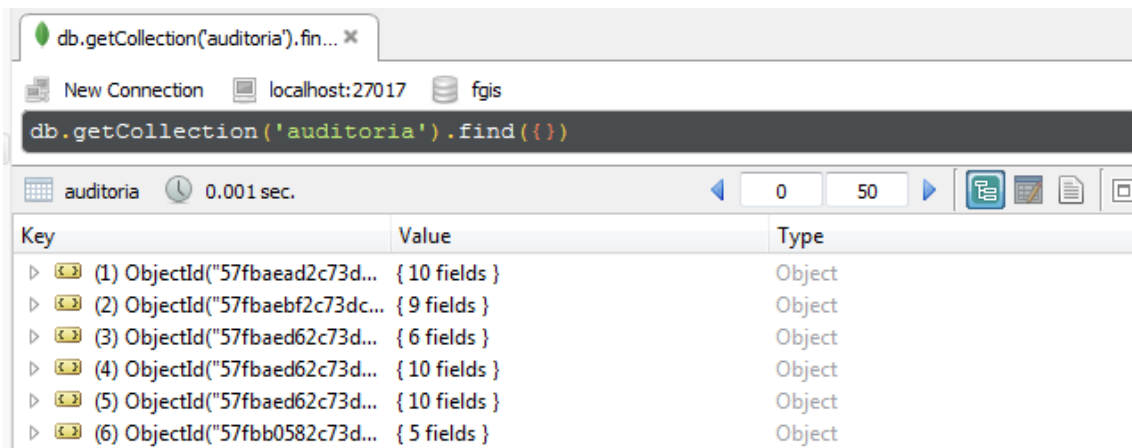 db.getCollection('auditoria').fin...
New Connection localhost:27017 fgis
db.getCollection('auditoria').find({})
auditoria 0.001 sec. 0 50
Key Value Type
(1) ObjectId("57fbaead2c73d... { 10 fields } Object
(2) ObjectId("57fbaebf2c73dc... { 9 fields } Object
(3) ObjectId("57fbaed62c73d... { 6 fields } Object
(4) ObjectId("57fbaed62c73d... { 10 fields } Object
(5) ObjectId("57fbaed62c73d... { 10 fields } Object
(6) ObjectId("57fbb0582c73d... { 5 fields } Object